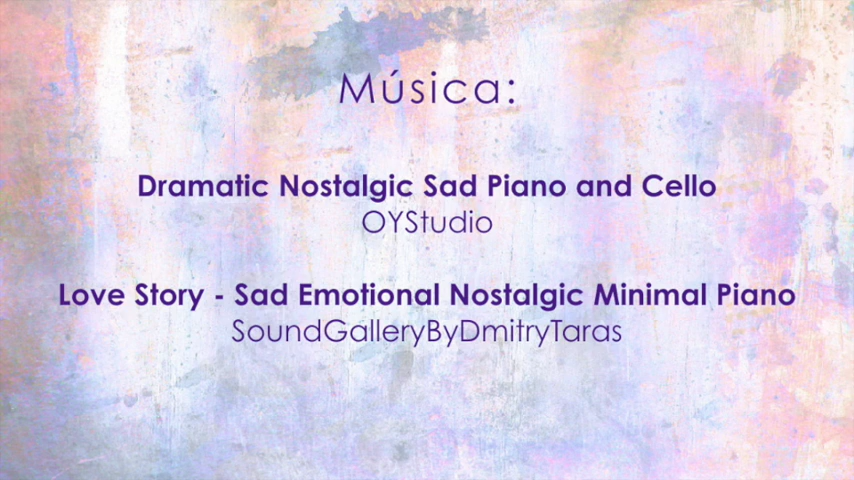 Música:
Dramatic Nostalgic Sad Piano and Cello
OYStudio
Love Story - Sad Emotional Nostalgic Minimal Piano
SoundGalleryByDmitryTaras